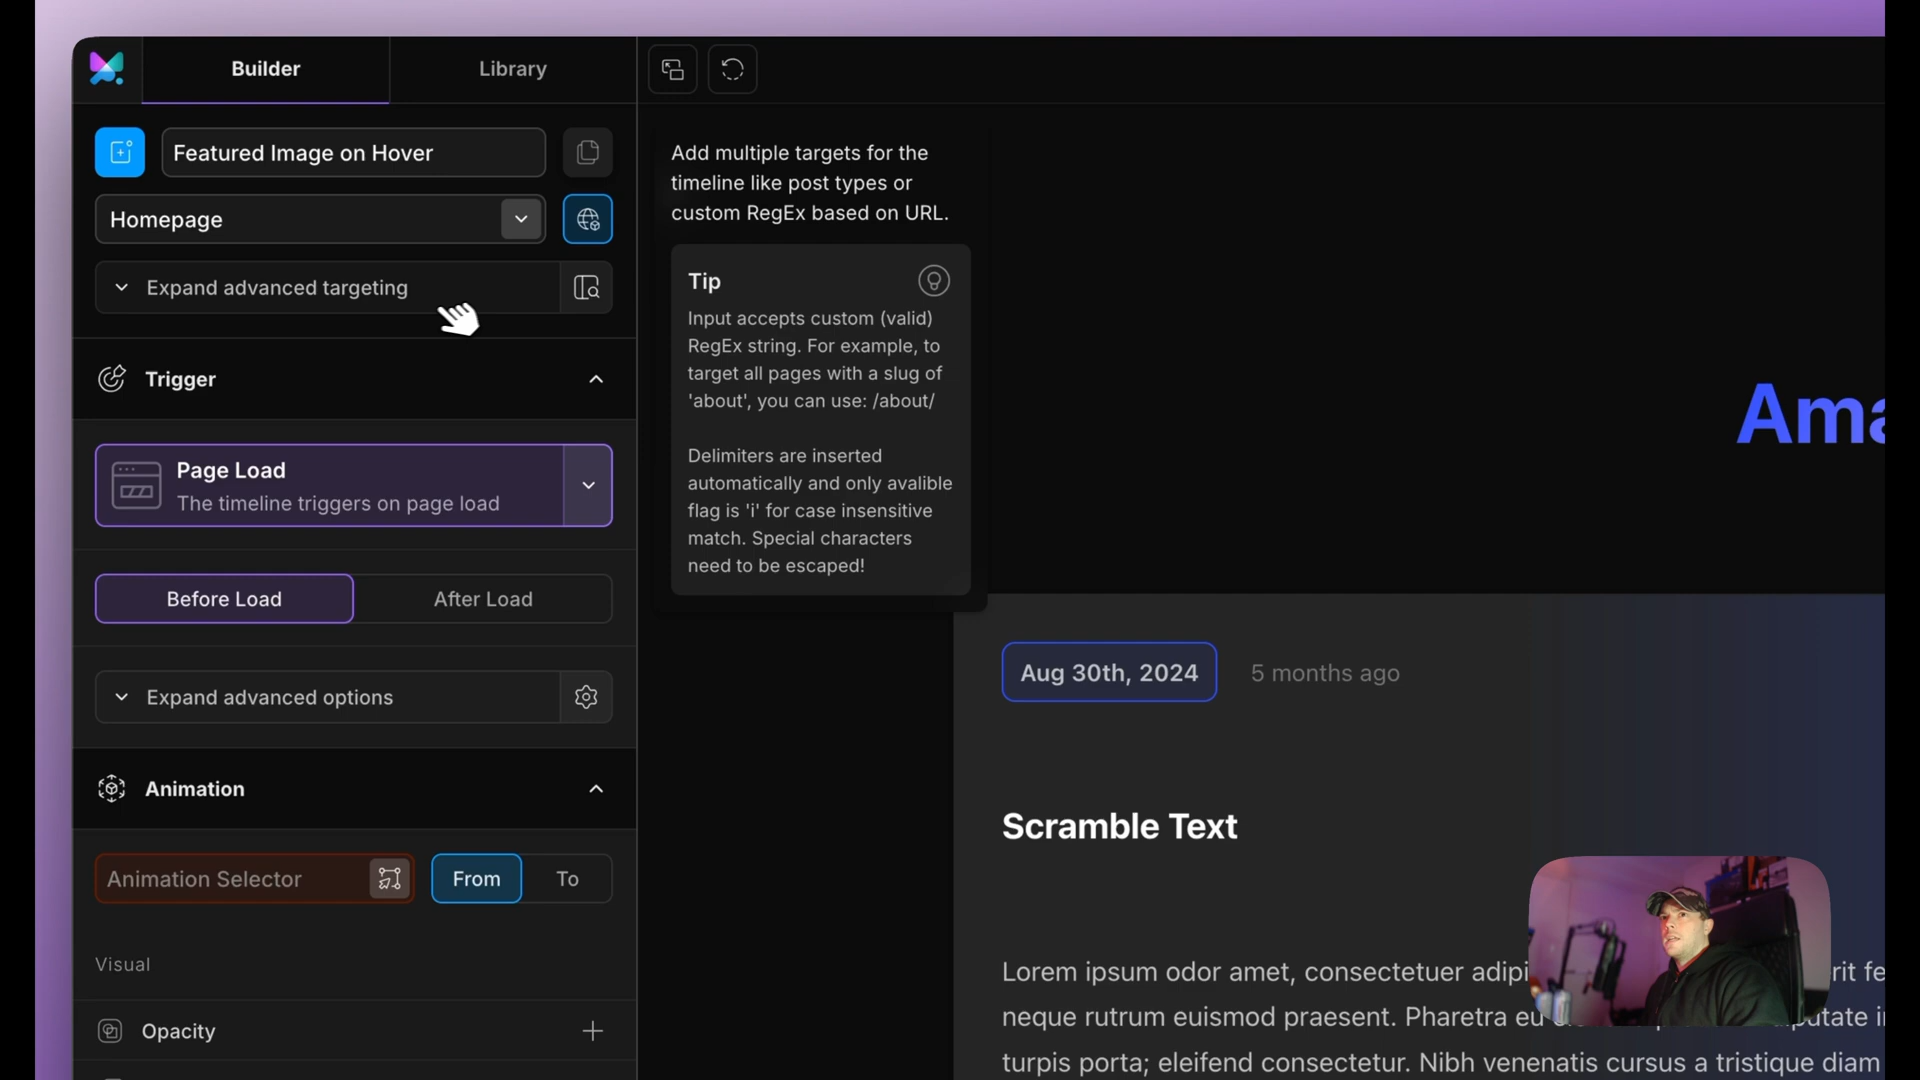 Builder
Library
Featured Image on Hover
Homepage
Expand advanced targeting
Trigger
Page Load
The timeline triggers on page load
Before Load
After Load
Expand advanced options
Animation
Animation Selector
From
To
Visual
Opacity
Add multiple targets for the
timeline like post types or
custom RegEx based on URL.
Tip
Input accepts custom (valid)
RegEx string. For example, to
target all pages with a slug of
'about', you can use: /about/
Delimiters are inserted
automatically and only avalible
flag is 'i' for case insensitive
match. Special characters
need to be escaped!
Ama
Aug 30th, 2024
5 months ago
Scramble Text
Lorem ipsum odor amet, consectetuer adipi
neque rutrum euismod praesent. Pharetra eu
turpis porta; eleifend consectetur. Nibh venenatis cursus a tristique diam